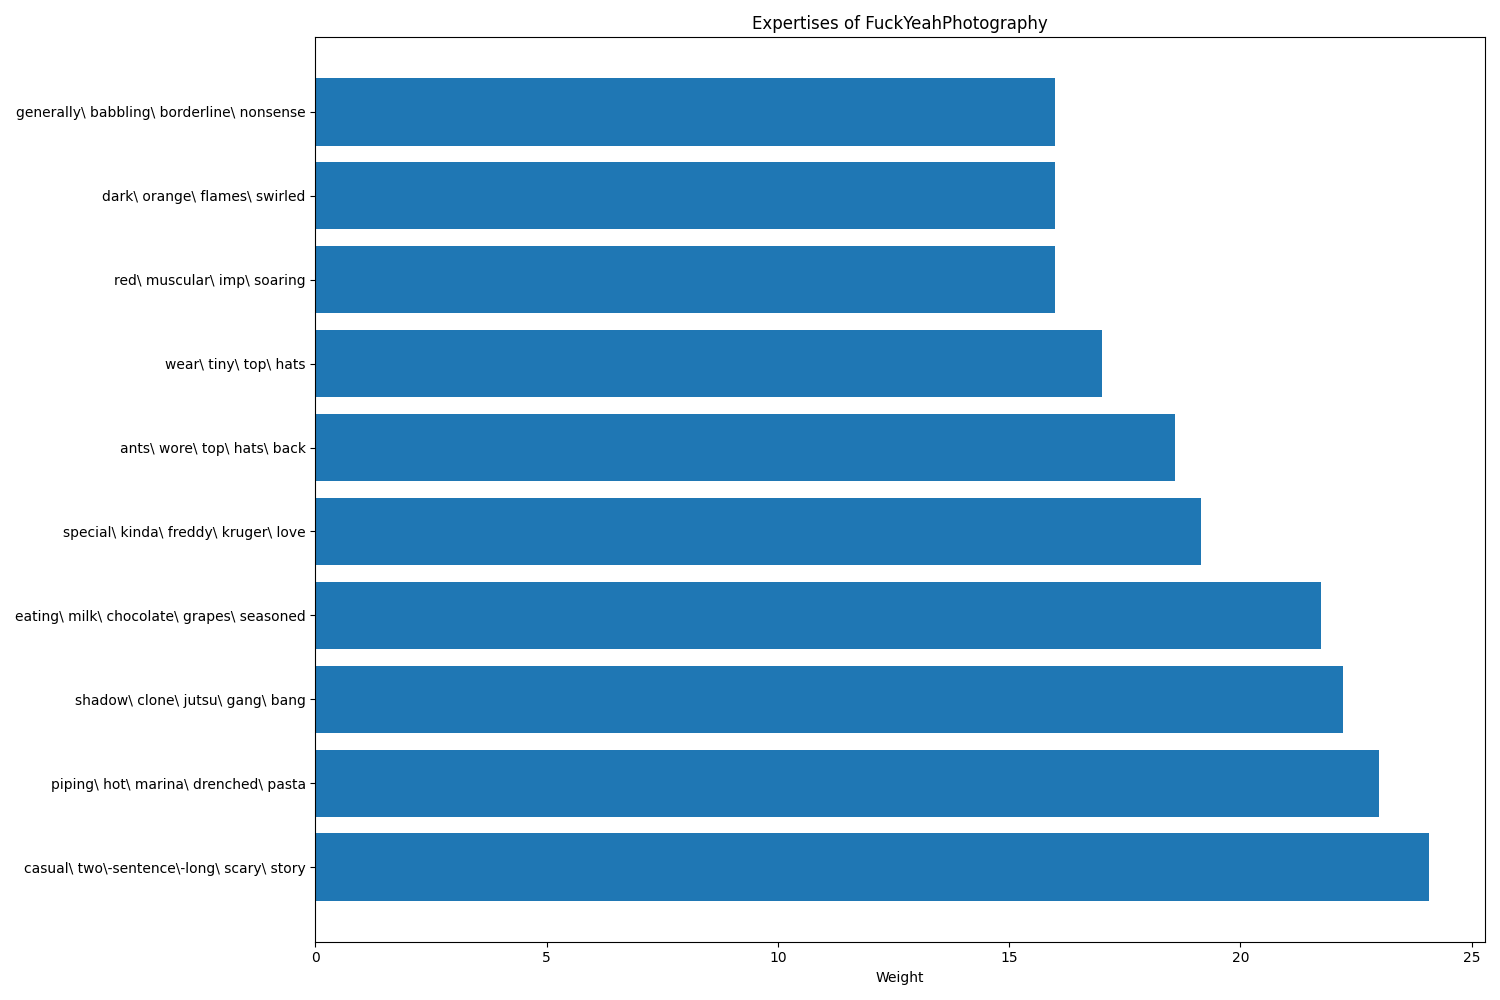 Expertises of FuckYeahPhotography
generally\ babbling\ borderline\ nonsense
dark\ orange\ flames\ swirled
red\ muscular\ imp\ soaring
wear\ tiny\ top\ hats
ants\ wore\ top\ hats\ back
special\ kinda\ freddy\ kruger\ love
eating\ milk\ chocolate\ grapes\ seasoned
shadow\ clone\ jutsu\ gang\ bang
piping\ hot\ marina\ drenched\ pasta
casual\ two\-sentence\-long\ scary\ story
0 5 10 15 20 25
Weight